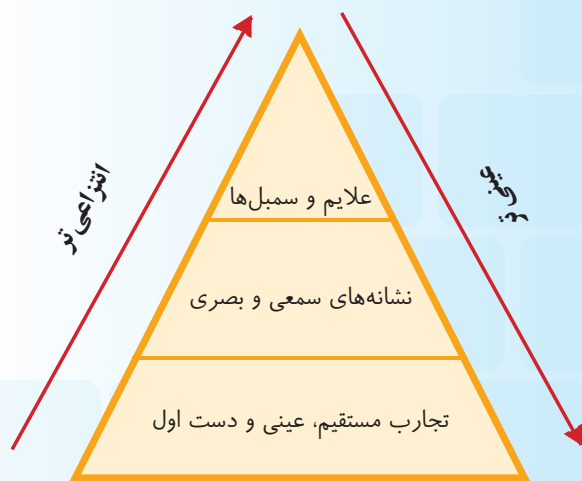 انتزاعی تر
عینی تر
علایم و سمبل‌ها
نشانه‌های سمعی و بصری
تجارب مستقیم، عینی و دست اول